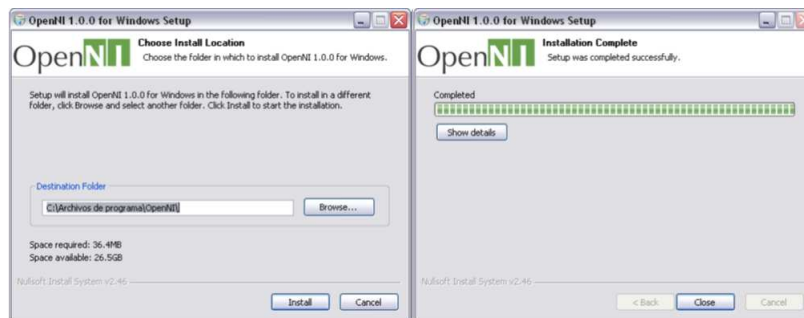 OpenNI 1.0.0 for Windows Setup
OpenNI
Choose Install Location
Choose the folder in which to install OpenNI 1.0.0 for Windows.
Setup will install OpenNI 1.0.0 for Windows in the following folder. To install in a different
folder, click Browse and select another folder. Click Install to start the installation.
Destination Folder
C:\Archivos de programa\OpenNI\
Browse...
Space required: 36.4MB
Space available: 26.5GB
Nullsoft Install System v2.46
Install
Cancel
OpenNI 1.0.0 for Windows Setup
OpenNI
Installation Complete
Setup was completed successfully.
Completed
Show details
Nullsoft Install System v2.46
< Back
Close
Cancel